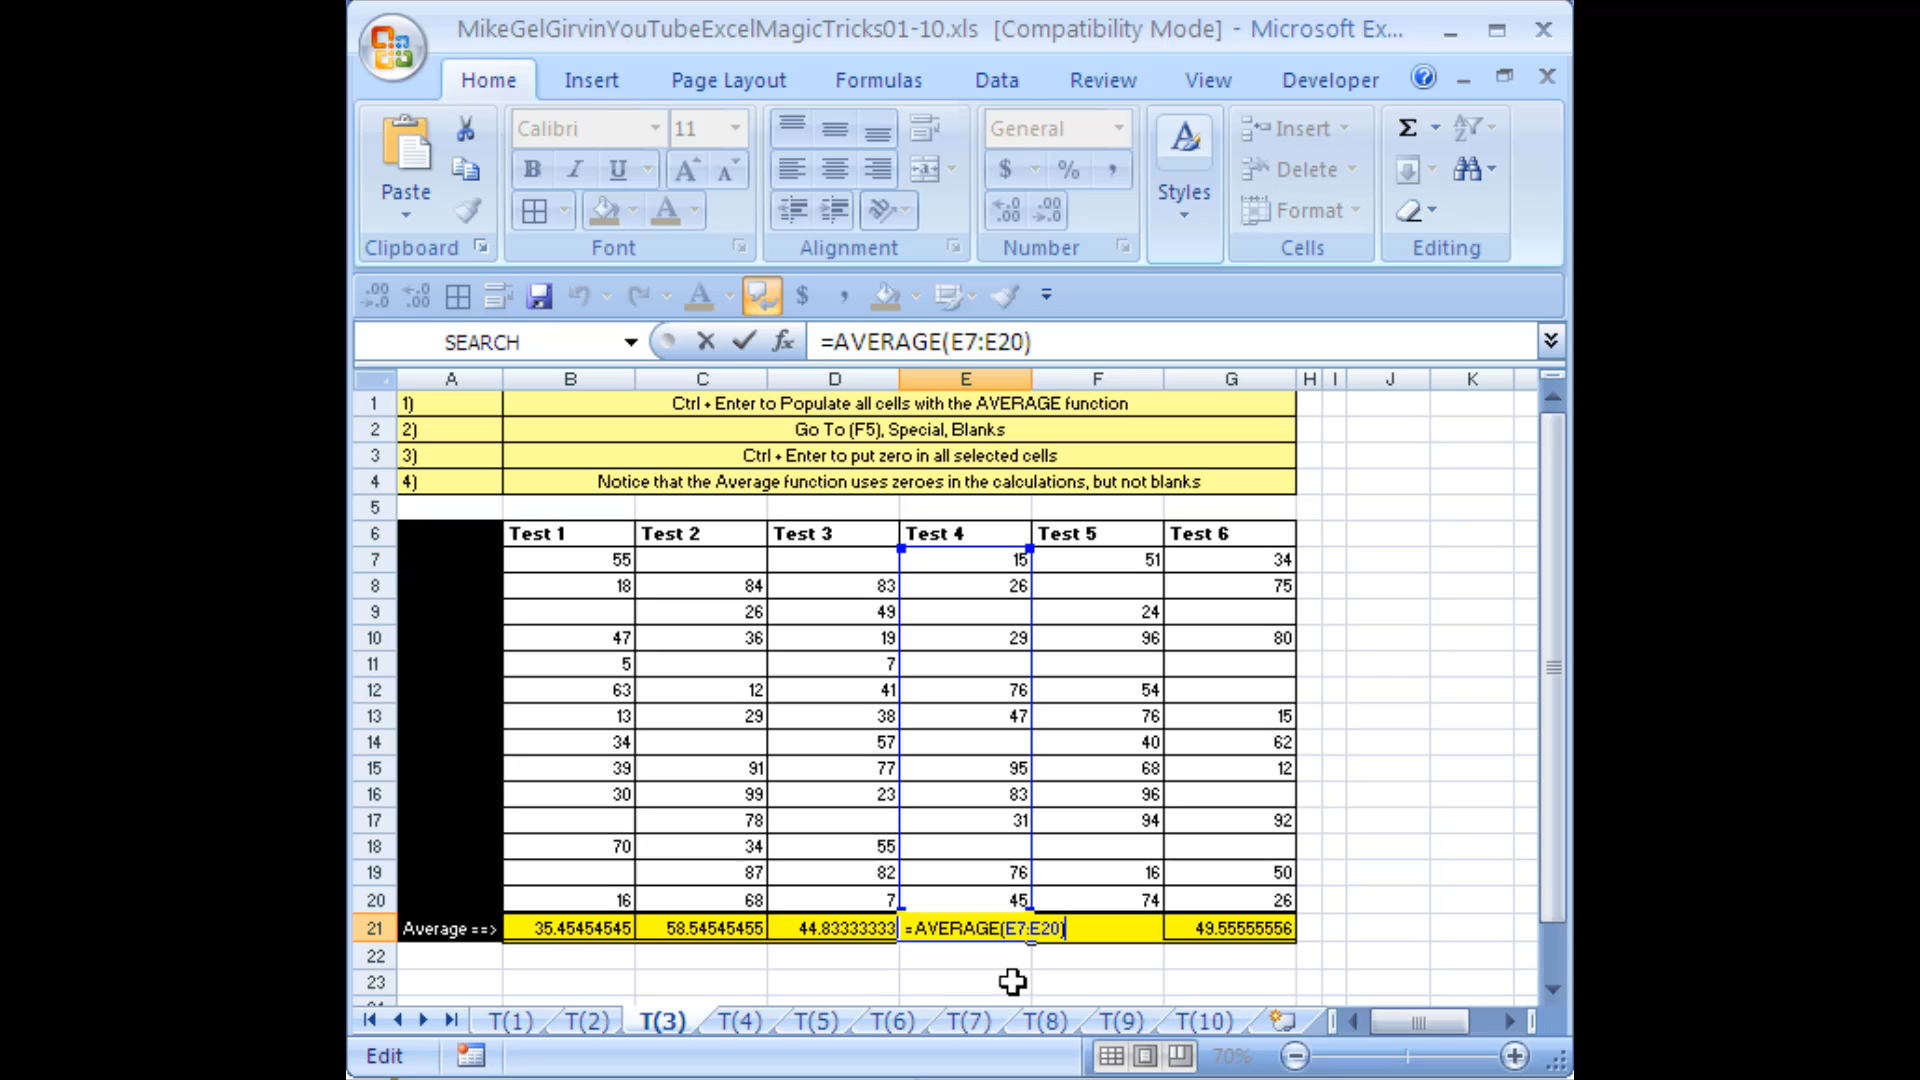 MikeGelGirvinYouTubeExcelMagicTricks01-10.xls [Compatibility Mode] - Microsoft Ex...
Home Insert Page Layout Formulas Data Review View Developer
Calibri 11 General Insert Σ
Paste B I U A A $ % , Styles Delete
Format
Clipboard Font Alignment Number Cells Editing
SEARCH fx =AVERAGE(E7:E20)
A B C D E F G H I J K
1 1) Ctrl + Enter to Populate all cells with the AVERAGE function
2 2) Go To (F5), Special, Blanks
3 3) Ctrl + Enter to put zero in all selected cells
4 4) Notice that the Average function uses zeroes in the calculations, but not blanks
5
6 Test 1 Test 2 Test 3 Test 4 Test 5 Test 6
7 55 15 51 34
8 18 84 83 26 75
9 26 49 24
10 47 36 19 29 96 80
11 5 7
12 63 12 41 76 54
13 13 29 38 47 76 15
14 34 57 40 62
15 39 91 77 95 68 12
16 30 99 23 83 96
17 78 31 94 92
18 70 34 55
19 87 82 76 16 50
20 16 68 7 45 74 26
21 Average ==> 35.45454545 58.54545455 44.83333333 =AVERAGE(E7:E20) 49.55555556
22
23
T(1) T(2) T(3) T(4) T(5) T(6) T(7) T(8) T(9) T(10)
Edit 70%